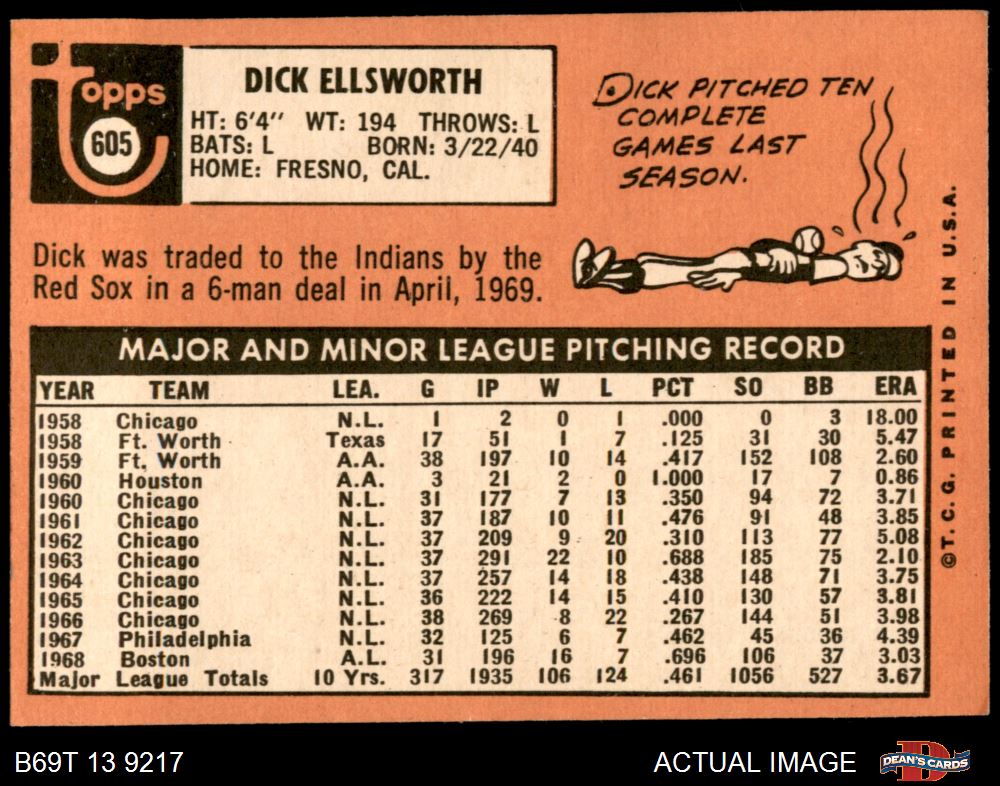 topps
605
DICK ELLSWORTH
HT: 6'4" WT: 194 THROWS: L
BATS: L BORN: 3/22/40
HOME: FRESNO, CAL.
DICK PITCHED TEN
COMPLETE
GAMES LAST
SEASON.
Dick was traded to the Indians by the
Red Sox in a 6-man deal in April, 1969.
MAJOR AND MINOR LEAGUE PITCHING RECORD
YEAR TEAM LEA. G IP W L PCT SO BB ERA
1958 Chicago N.L. 1 2 0 1 .000 0 3 18.00
1958 Ft. Worth Texas 17 51 1 7 .125 31 30 5.47
1959 Ft. Worth A.A. 38 197 10 14 .417 152 108 2.60
1960 Houston A.A. 3 21 2 0 1.000 17 7 0.86
1960 Chicago N.L. 31 177 7 13 .350 94 72 3.71
1961 Chicago N.L. 37 187 10 11 .476 91 48 3.85
1962 Chicago N.L. 37 209 9 20 .310 113 77 5.08
1963 Chicago N.L. 37 291 22 10 .688 185 75 2.10
1964 Chicago N.L. 37 257 14 18 .438 148 71 3.75
1965 Chicago N.L. 36 222 14 15 .410 130 57 3.81
1966 Chicago N.L. 38 269 8 22 .267 144 51 3.98
1967 Philadelphia N.L. 32 125 6 7 .462 45 36 4.39
1968 Boston A.L. 31 196 16 7 .696 106 37 3.03
Major League Totals 10 Yrs. 317 1935 106 124 .461 1056 527 3.67
©T.C.G. PRINTED IN U.S.A.
B69T 13 9217
ACTUAL IMAGE
D
DEAN'S CARDS